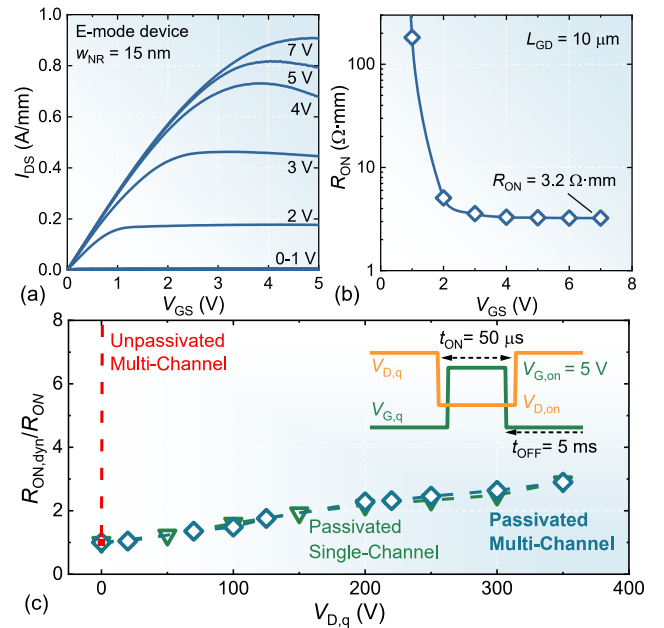 E-mode device
w_NR = 15 nm
7 V
5 V
4V
3 V
2 V
0-1 V
1.0
0.8
0.6
0.4
0.2
0.0
I_DS (A/mm)
0 1 2 3 4 5
V_GS (V)
(a)
L_GD = 10 μm
R_ON = 3.2 Ω·mm
100
10
1
R_ON (Ω·mm)
0 2 4 6 8
V_GS (V)
(b)
Unpassivated
Multi-Channel
t_ON= 50 μs
V_D,q
V_G,on = 5 V
V_G,q
V_D,on
t_OFF= 5 ms
Passivated
Single-Channel
Passivated
Multi-Channel
8
6
4
2
0
R_ON,dyn/R_ON
0 50 100 150 200 250 300 350 400
V_D,q (V)
(c)